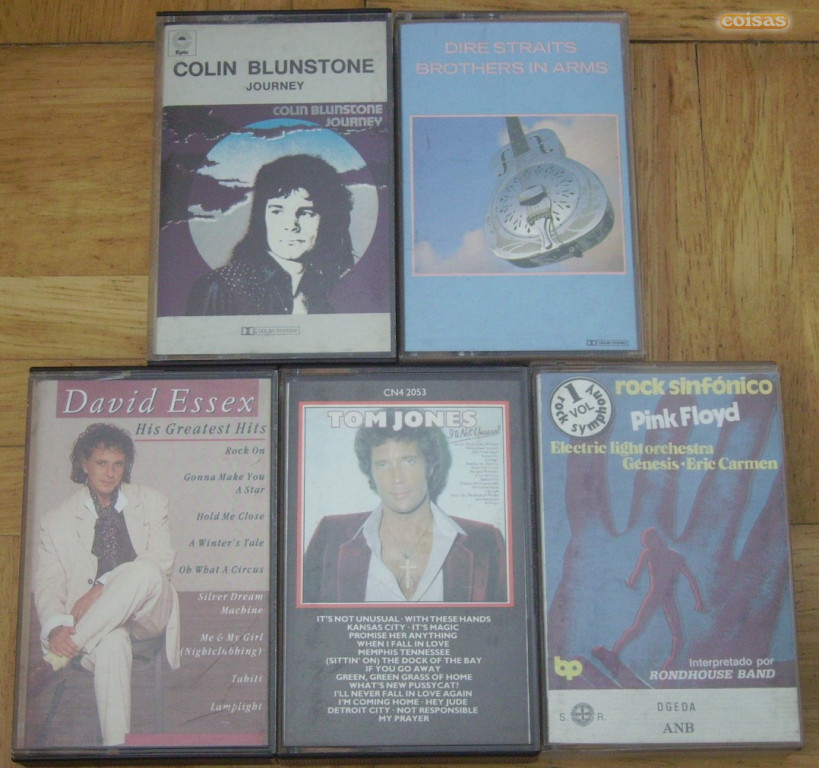 coisas
Epic
COLIN BLUNSTONE
JOURNEY
COLIN BLUNSTONE
JOURNEY
DOLBY SYSTEM
DIRE STRAITS
BROTHERS IN ARMS
David Essex
His Greatest Hits
Rock On
Gonna Make You
A Star
Hold Me Close
A Winter's Tale
Oh What A Circus
Silver Dream
Machine
Me & My Girl
(Nightclubbing)
Tahiti
Lamplight
CN4 2053
TOM JONES
It's Not Unusual
IT'S NOT UNUSUAL · WITH THESE HANDS
KANSAS CITY · IT'S MAGIC
PROMISE HER ANYTHING
WHEN I FALL IN LOVE
MEMPHIS TENNESSEE
(SITTIN' ON) THE DOCK OF THE BAY
IF YOU GO AWAY
GREEN, GREEN GRASS OF HOME
WHAT'S NEW PUSSYCAT?
I'LL NEVER FALL IN LOVE AGAIN
I'M COMING HOME · HEY JUDE
DETROIT CITY · NOT RESPONSIBLE
MY PRAYER
rock symphony
1
VOL.
rock sinfónico
Pink Floyd
Electric light orchestra
Génesis · Eric Carmen
bp
Interpretado por
RONDHOUSE BAND
S. R.
OGEDA
ANB